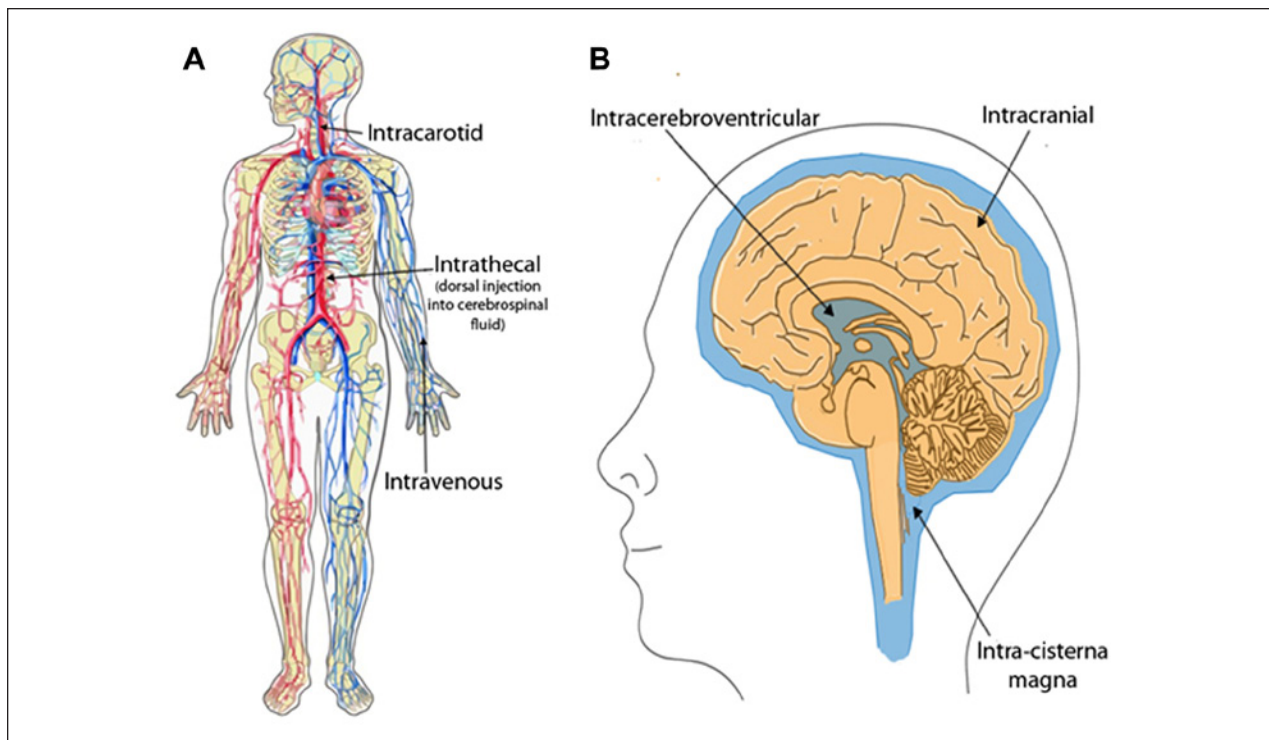 A
Intracarotid
Intrathecal
(dorsal injection
into cerebrospinal
fluid)
Intravenous
B
Intracerebroventricular
Intracranial
Intra-cisterna
magna